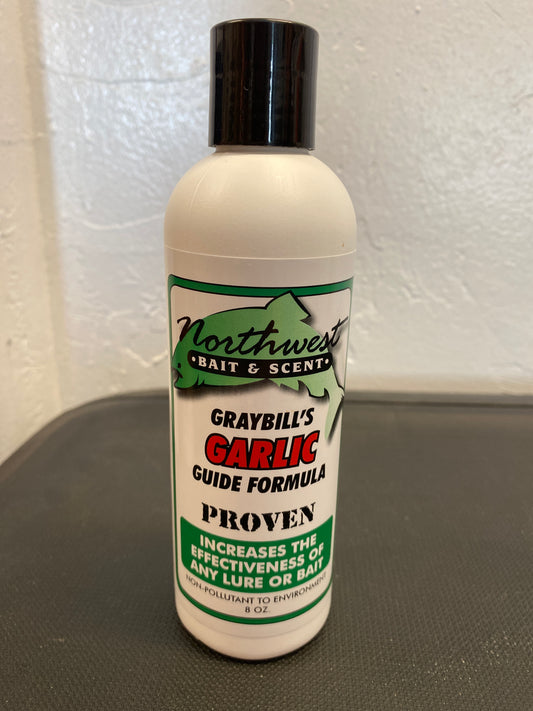 Northwest
• BAIT & SCENT •
GRAYBILL'S
GARLIC
GUIDE FORMULA
PROVEN
INCREASES THE
EFFECTIVENESS OF
ANY LURE OR BAIT
NON-POLLUTANT TO ENVIRONMENT
8 OZ.